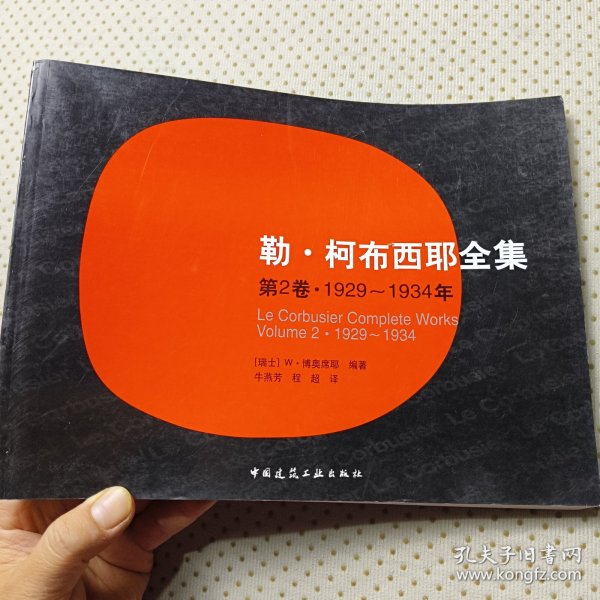 勒·柯布西耶全集
第2卷·1929～1934年
Le Corbusier Complete Works
Volume 2·1929～1934
[瑞士] W·博奥席耶 编著
牛燕芳 程 超 译
中国建筑工业出版社
孔夫子旧书网
www.kongfz.com